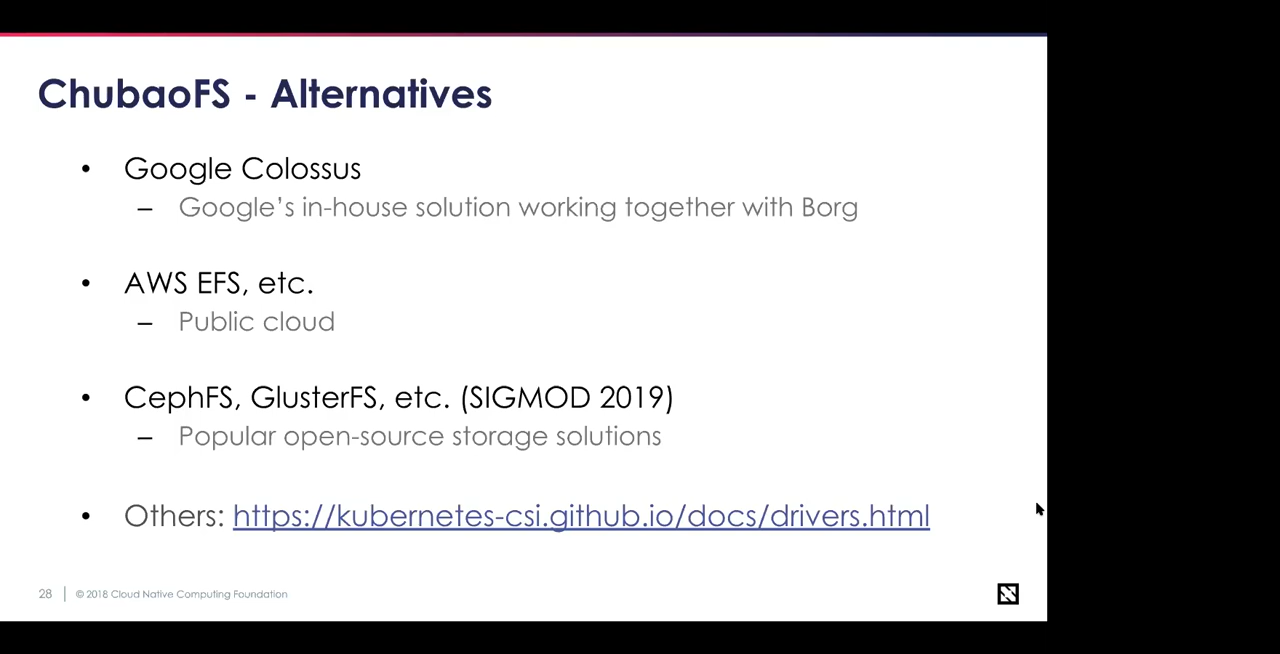 ChubaoFS - Alternatives
• Google Colossus
– Google’s in-house solution working together with Borg
• AWS EFS, etc.
– Public cloud
• CephFS, GlusterFS, etc. (SIGMOD 2019)
– Popular open-source storage solutions
• Others: https://kubernetes-csi.github.io/docs/drivers.html
28 | © 2018 Cloud Native Computing Foundation